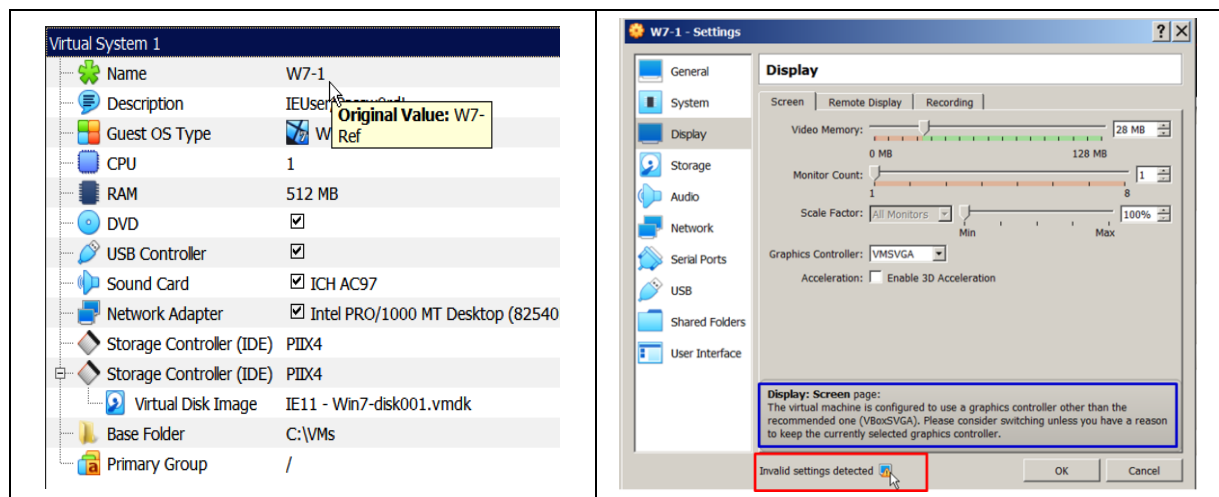 Virtual System 1
Name W7-1
Description IEUser
Original Value: W7-
Ref
Guest OS Type W
CPU 1
RAM 512 MB
DVD
USB Controller
Sound Card ICH AC97
Network Adapter Intel PRO/1000 MT Desktop (82540
Storage Controller (IDE) PIIX4
Storage Controller (IDE) PIIX4
Virtual Disk Image IE11 - Win7-disk001.vmdk
Base Folder C:\VMs
Primary Group /
W7-1 - Settings
General
System
Display
Storage
Audio
Network
Serial Ports
USB
Shared Folders
User Interface
Display
Screen Remote Display Recording
Video Memory: 28 MB
0 MB 128 MB
Monitor Count: 1
1 8
Scale Factor: All Monitors 100%
Min Max
Graphics Controller: VMSVGA
Acceleration: Enable 3D Acceleration
Display: Screen page:
The virtual machine is configured to use a graphics controller other than the
recommended one (VBoxSVGA). Please consider switching unless you have a reason
to keep the currently selected graphics controller.
Invalid settings detected
OK Cancel